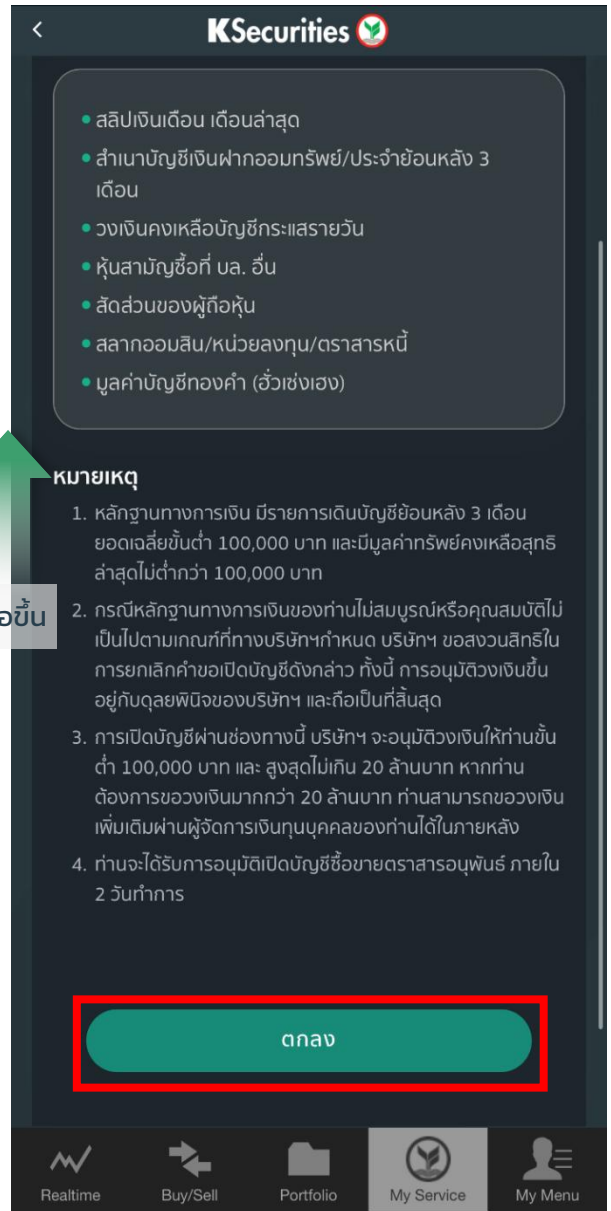 KSecurities
• สลิปเงินเดือน เดือนล่าสุด
• สำเนาบัญชีเงินฝากออมทรัพย์/ประจำย้อนหลัง 3
เดือน
• วงเงินคงเหลือบัญชีกระแสรายวัน
• หุ้นสามัญซื้อที่ บล. อื่น
• สัดส่วนของผู้ถือหุ้น
• สลากออมสิน/หน่วยลงทุน/ตราสารหนี้
• มูลค่าบัญชีทองคำ (ฮั่วเซ่งเฮง)
หมายเหตุ
1. หลักฐานทางการเงิน มีรายการเดินบัญชีย้อนหลัง 3 เดือน
ยอดเฉลี่ยขั้นต่ำ 100,000 บาท และมีมูลค่าทรัพย์คงเหลือสุทธิ
ล่าสุดไม่ต่ำกว่า 100,000 บาท
อขึ้น
2. กรณีหลักฐานทางการเงินของท่านไม่สมบูรณ์หรือคุณสมบัติไม่
เป็นไปตามเกณฑ์ที่ทางบริษัทฯกำหนด บริษัทฯ ขอสงวนสิทธิใน
การยกเลิกคำขอเปิดบัญชีดังกล่าว ทั้งนี้ การอนุมัติวงเงินขึ้น
อยู่กับดุลยพินิจของบริษัทฯ และถือเป็นที่สิ้นสุด
3. การเปิดบัญชีผ่านช่องทางนี้ บริษัทฯ จะอนุมัติวงเงินให้ท่านขั้น
ต่ำ 100,000 บาท และ สูงสุดไม่เกิน 20 ล้านบาท หากท่าน
ต้องการขอวงเงินมากกว่า 20 ล้านบาท ท่านสามารถขอวงเงิน
เพิ่มเติมผ่านผู้จัดการเงินทุนบุคคลของท่านได้ในภายหลัง
4. ท่านจะได้รับการอนุมัติเปิดบัญชีซื้อขายตราสารอนุพันธ์ ภายใน
2 วันทำการ
ตกลง
Realtime Buy/Sell Portfolio My Service My Menu